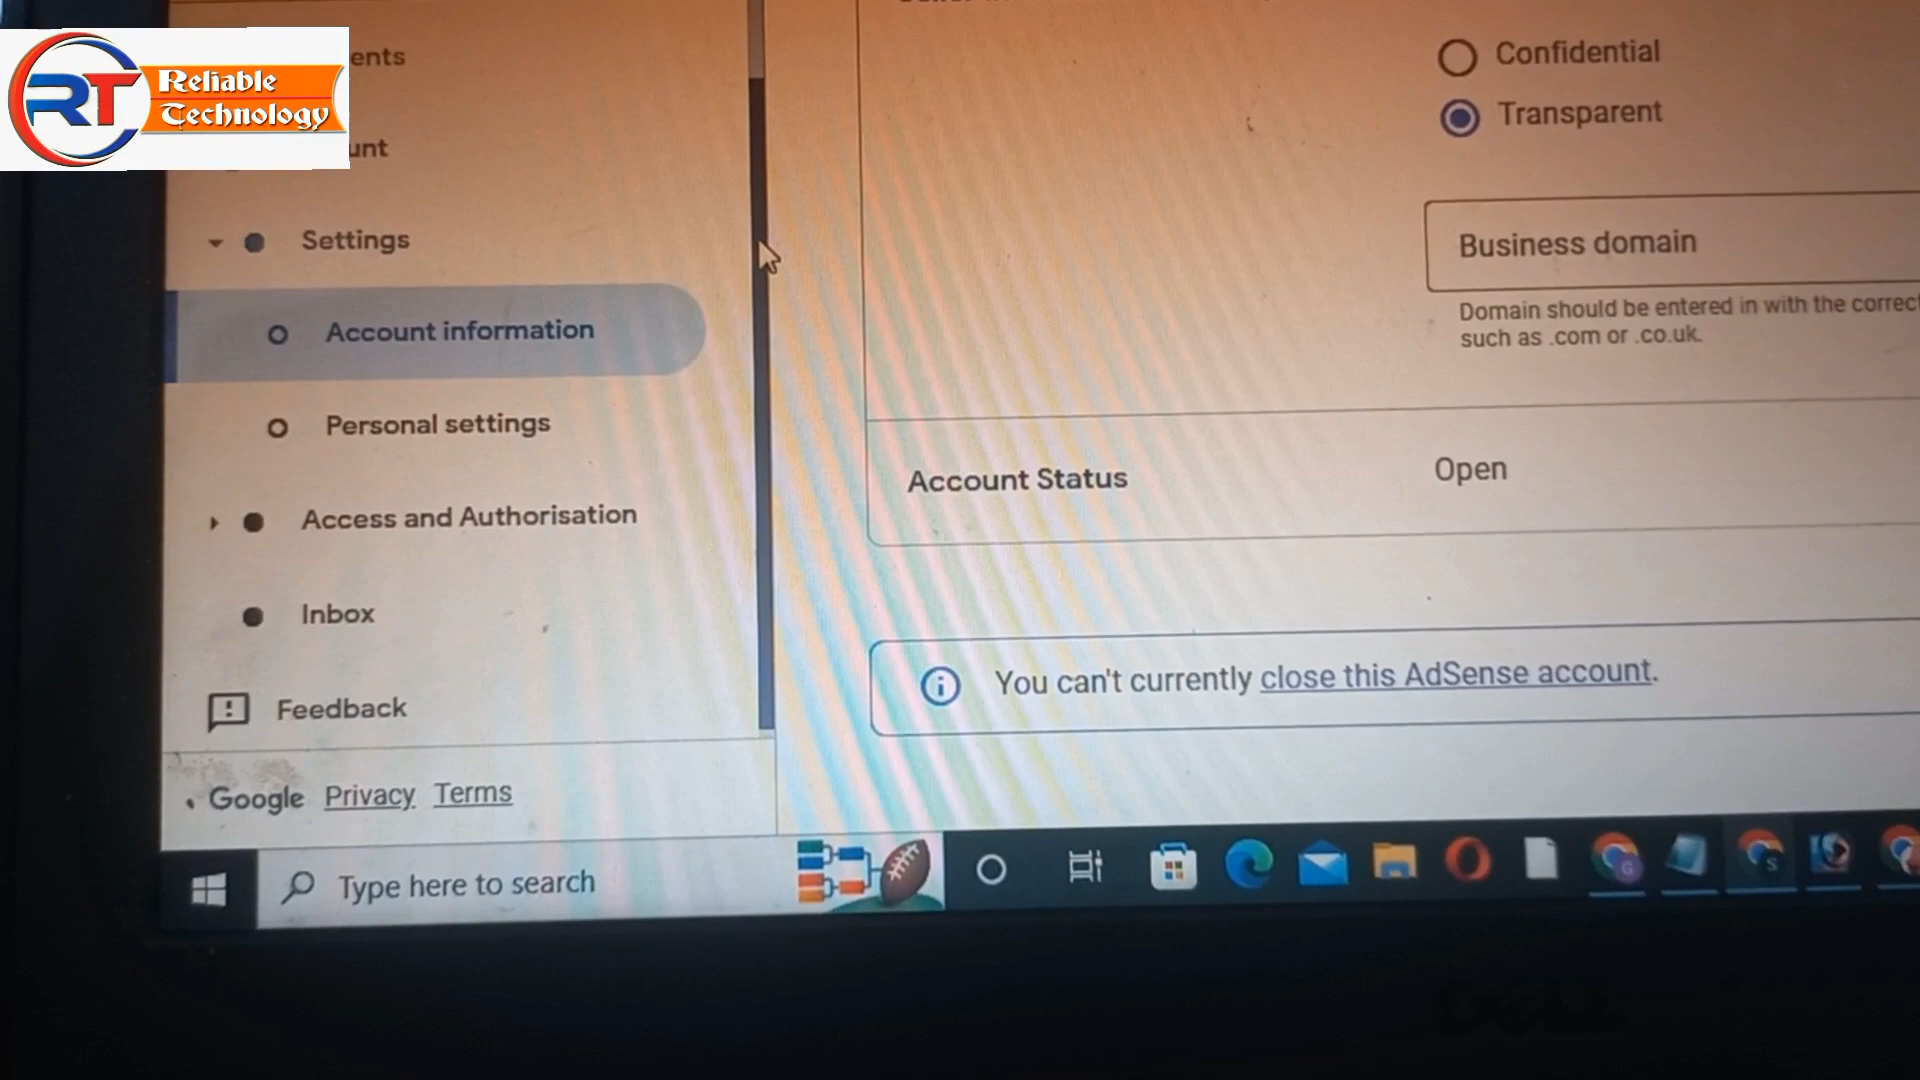 RT Reliable
Technology
ents
unt
Settings
Account information
Personal settings
Access and Authorisation
Inbox
Feedback
Google Privacy Terms
Confidential
Transparent
Business domain
Domain should be entered in with the correct
such as .com or .co.uk.
Account Status Open
You can't currently close this AdSense account.
Type here to search